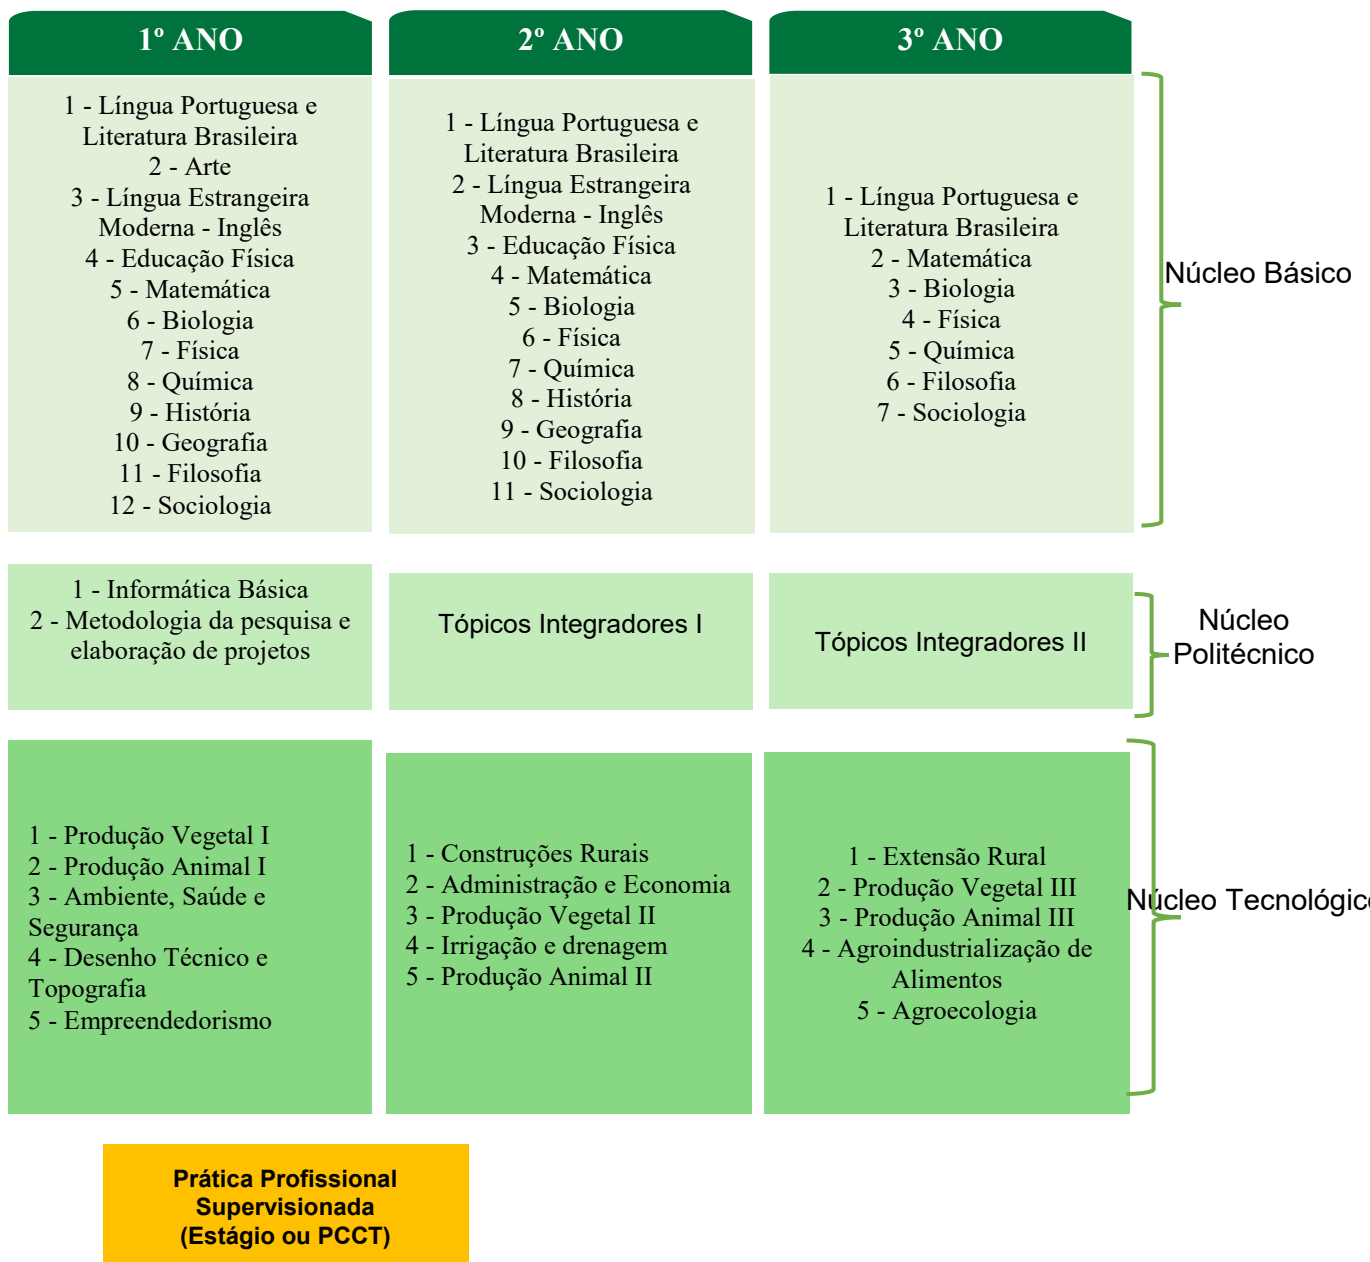 1º ANO
1 - Língua Portuguesa e
Literatura Brasileira
2 - Arte
3 - Língua Estrangeira
Moderna - Inglês
4 - Educação Física
5 - Matemática
6 - Biologia
7 - Física
8 - Química
9 - História
10 - Geografia
11 - Filosofia
12 - Sociologia
2º ANO
1 - Língua Portuguesa e
Literatura Brasileira
2 - Língua Estrangeira
Moderna - Inglês
3 - Educação Física
4 - Matemática
5 - Biologia
6 - Física
7 - Química
8 - História
9 - Geografia
10 - Filosofia
11 - Sociologia
3º ANO
1 - Língua Portuguesa e
Literatura Brasileira
2 - Matemática
3 - Biologia
4 - Física
5 - Química
6 - Filosofia
7 - Sociologia
Núcleo Básico
1 - Informática Básica
2 - Metodologia da pesquisa e
elaboração de projetos
Tópicos Integradores I
Tópicos Integradores II
Núcleo
Politécnico
1 - Produção Vegetal I
2 - Produção Animal I
3 - Ambiente, Saúde e
Segurança
4 - Desenho Técnico e
Topografia
5 - Empreendedorismo
1 - Construções Rurais
2 - Administração e Economia
3 - Produção Vegetal II
4 - Irrigação e drenagem
5 - Produção Animal II
1 - Extensão Rural
2 - Produção Vegetal III
3 - Produção Animal III
4 - Agroindustrialização de
Alimentos
5 - Agroecologia
Núcleo Tecnológico
Prática Profissional
Supervisionada
(Estágio ou PCCT)